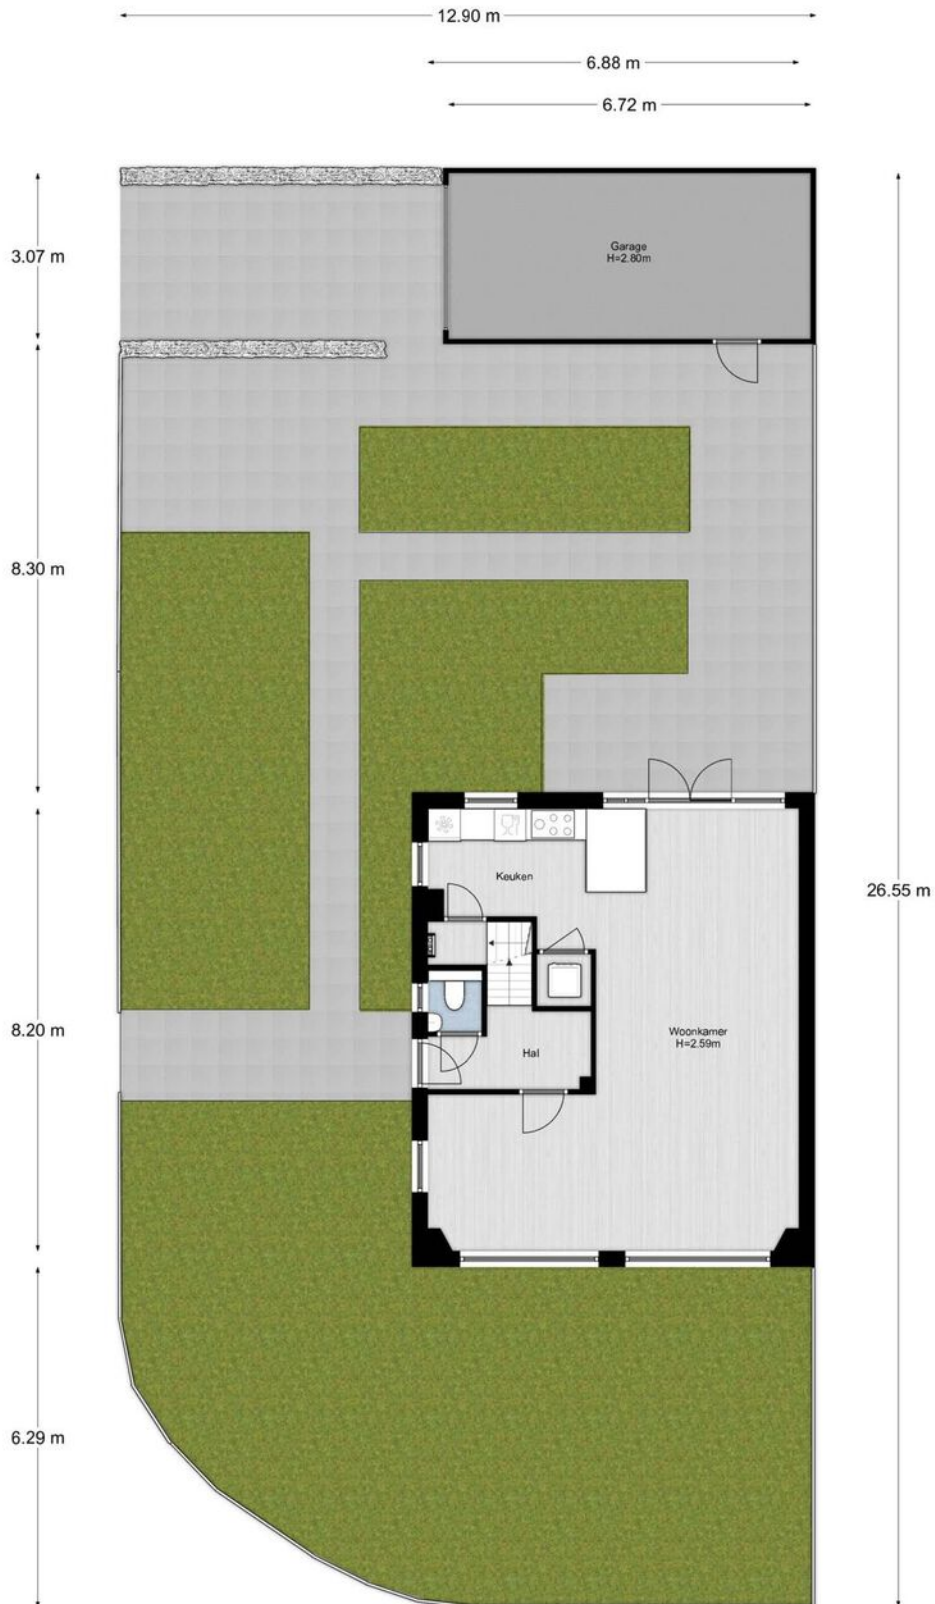 12.90 m
6.88 m
6.72 m
3.07 m
Garage
H=2.80m
8.30 m
Keuken
26.55 m
8.20 m
Woonkamer
H=2.59m
Hal
6.29 m